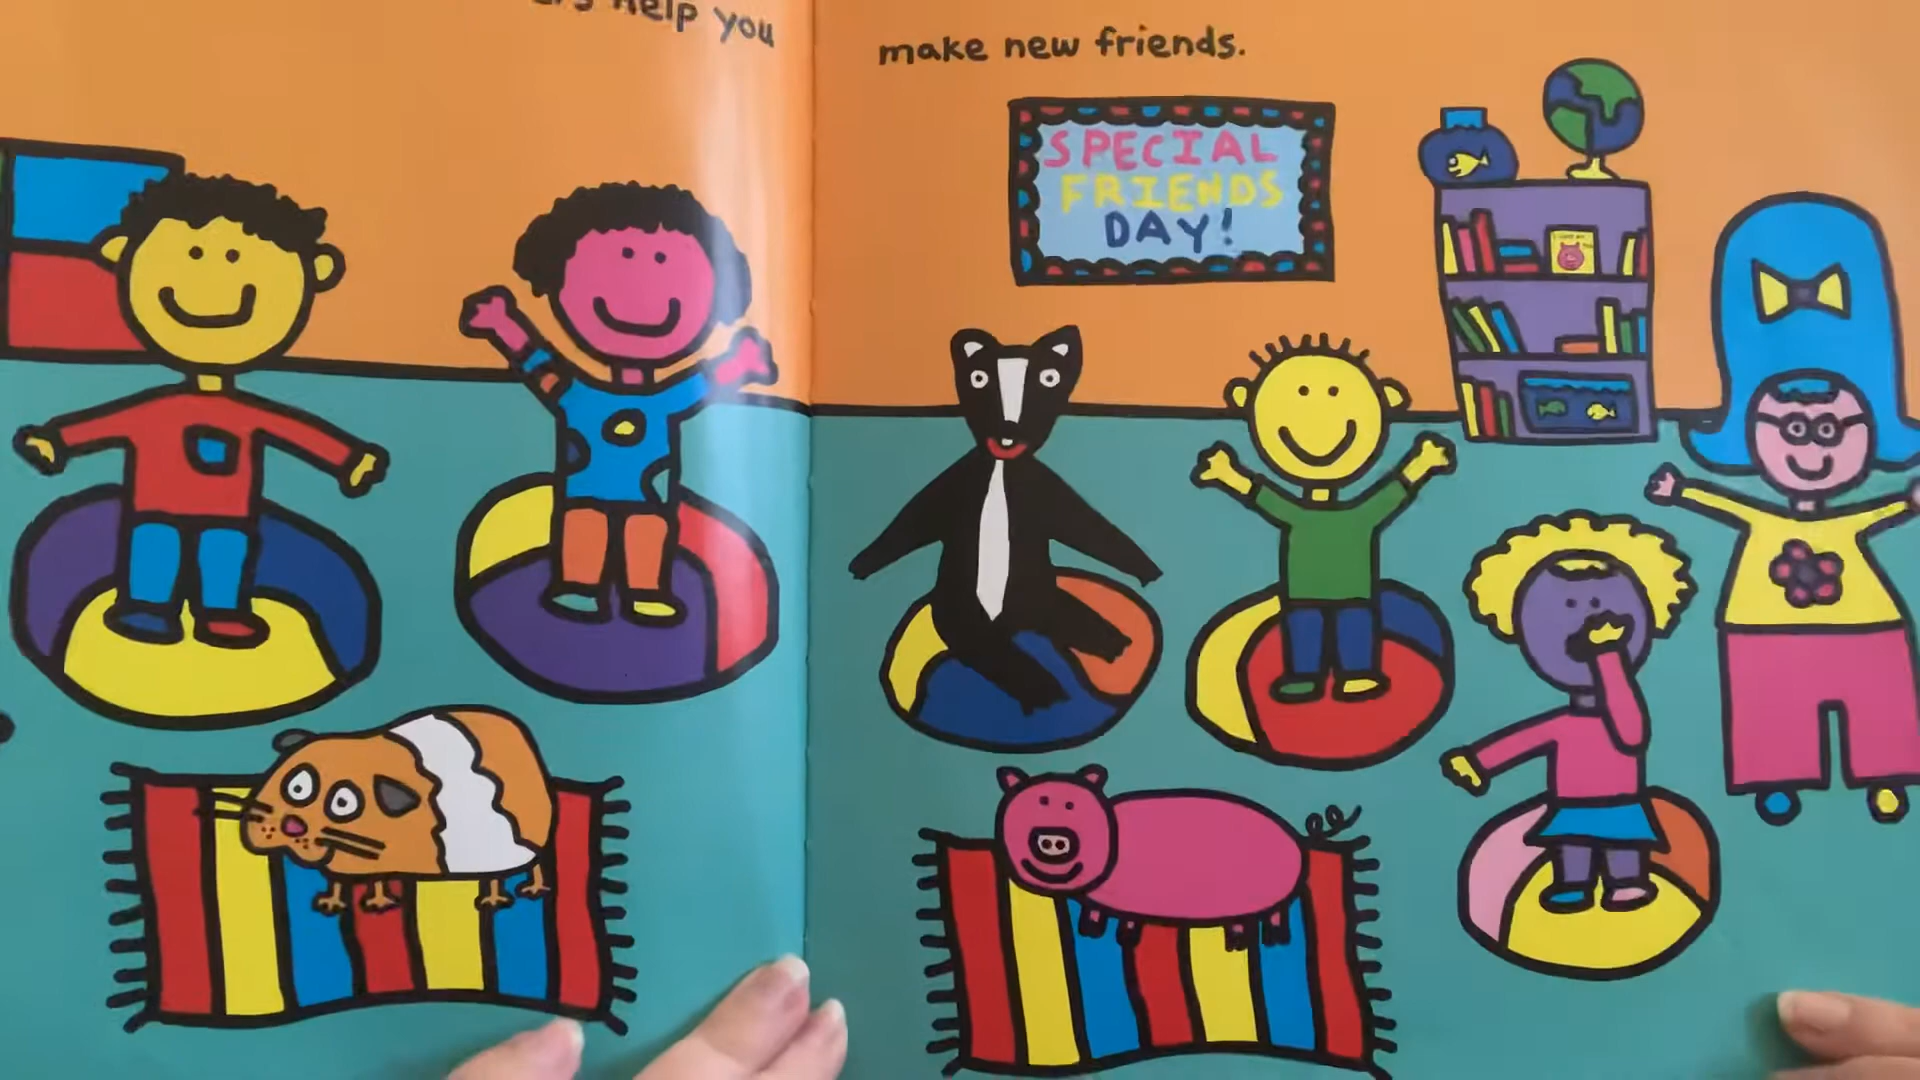 help you
make new friends.
SPECIAL
FRIENDS
DAY!